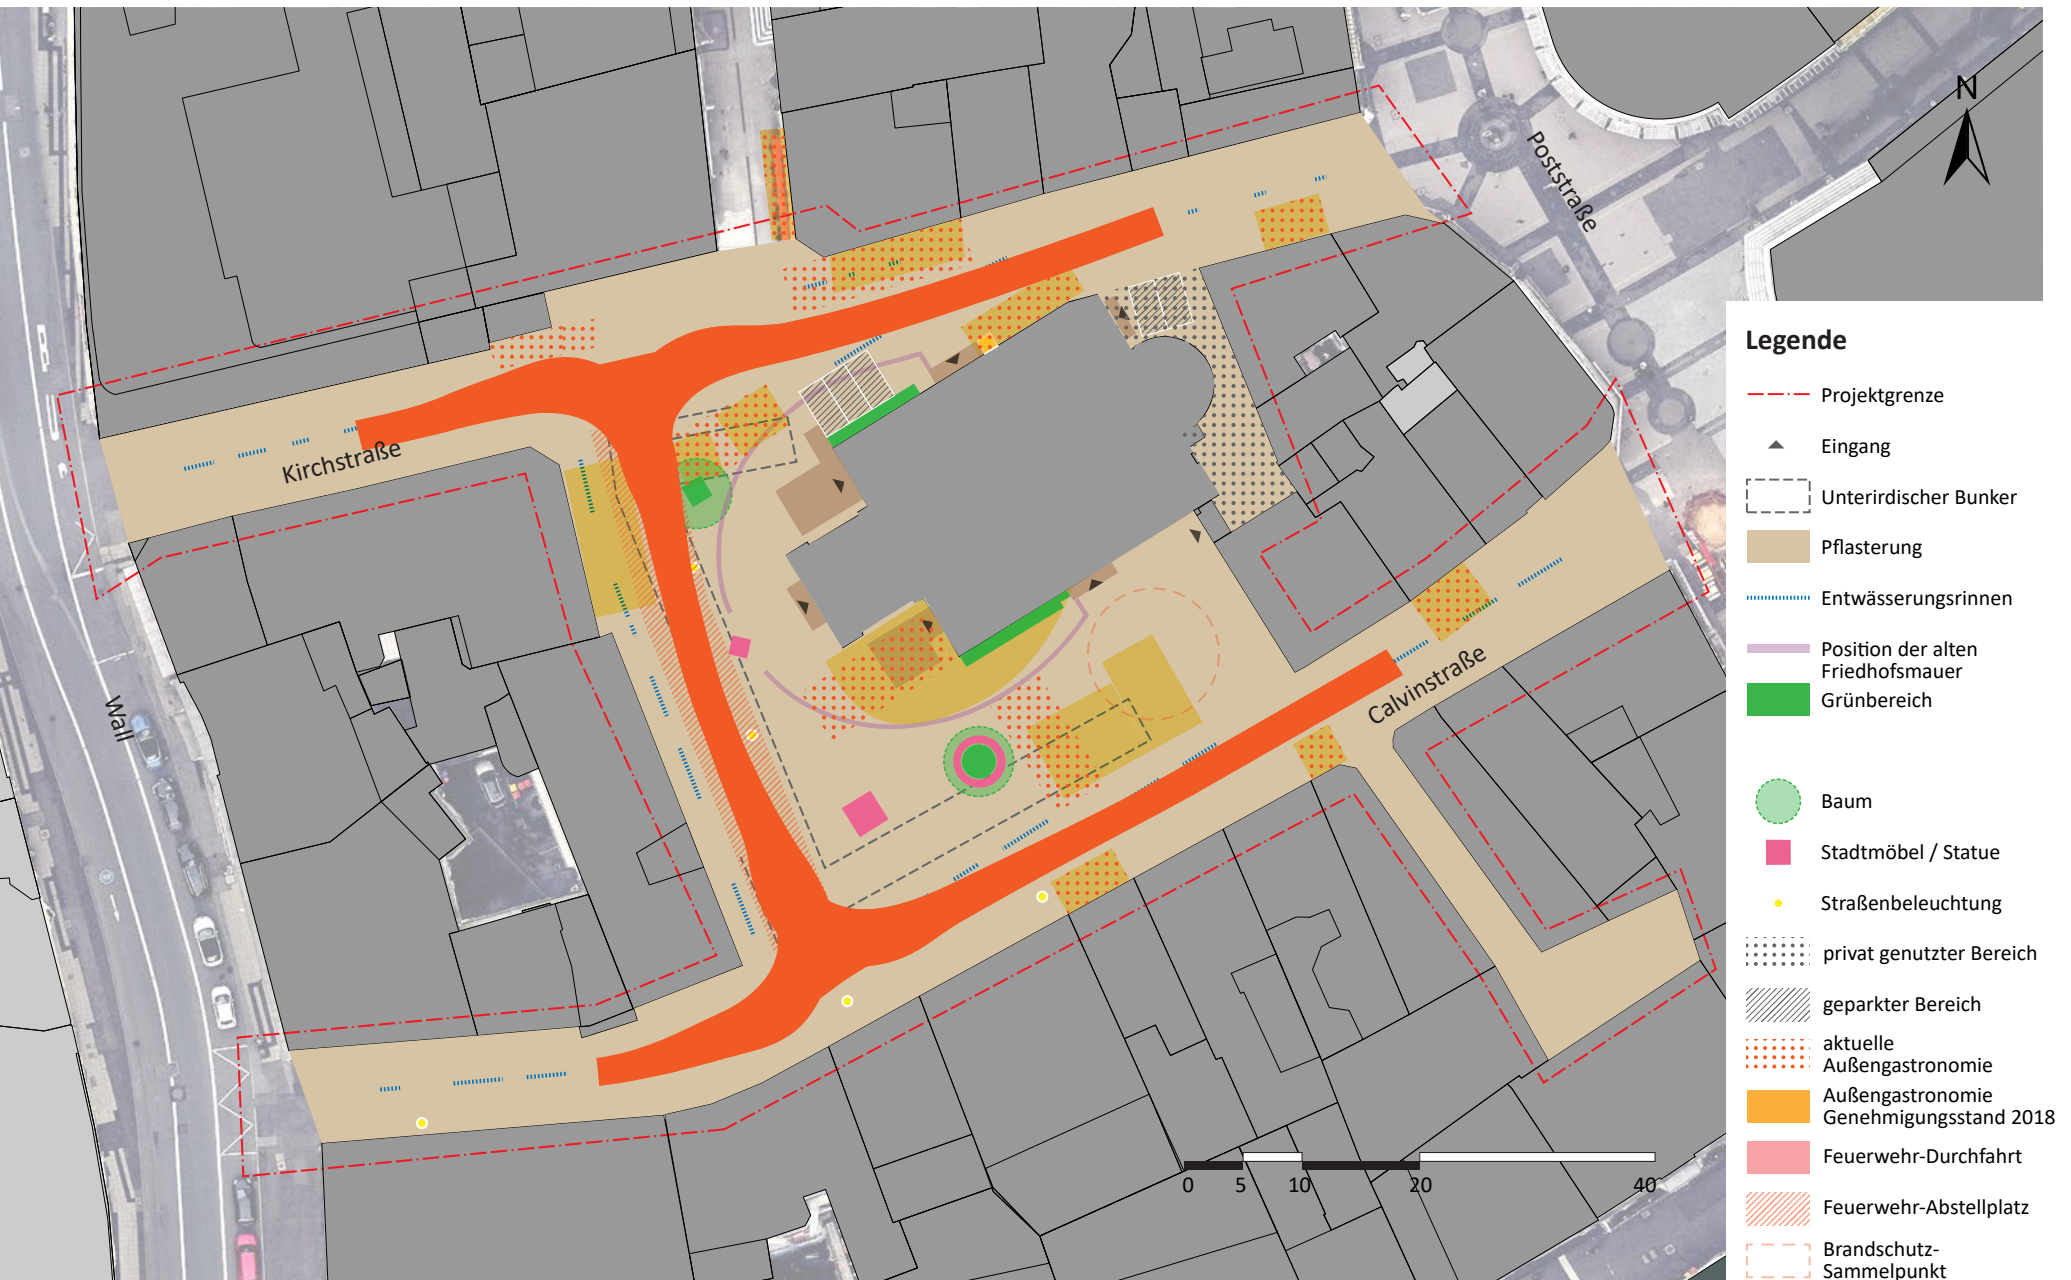 N
Poststraße
Kirchstraße
Wall
Calvinstraße
0 5 10 20 40
Legende
Projektgrenze
Eingang
Unterirdischer Bunker
Pflasterung
Entwässerungsrinnen
Position der alten
Friedhofsmauer
Grünbereich
Baum
Stadtmöbel / Statue
Straßenbeleuchtung
privat genutzter Bereich
geparkter Bereich
aktuelle
Außengastronomie
Außengastronomie
Genehmigungsstand 2018
Feuerwehr-Durchfahrt
Feuerwehr-Abstellplatz
Brandschutz-
Sammelpunkt